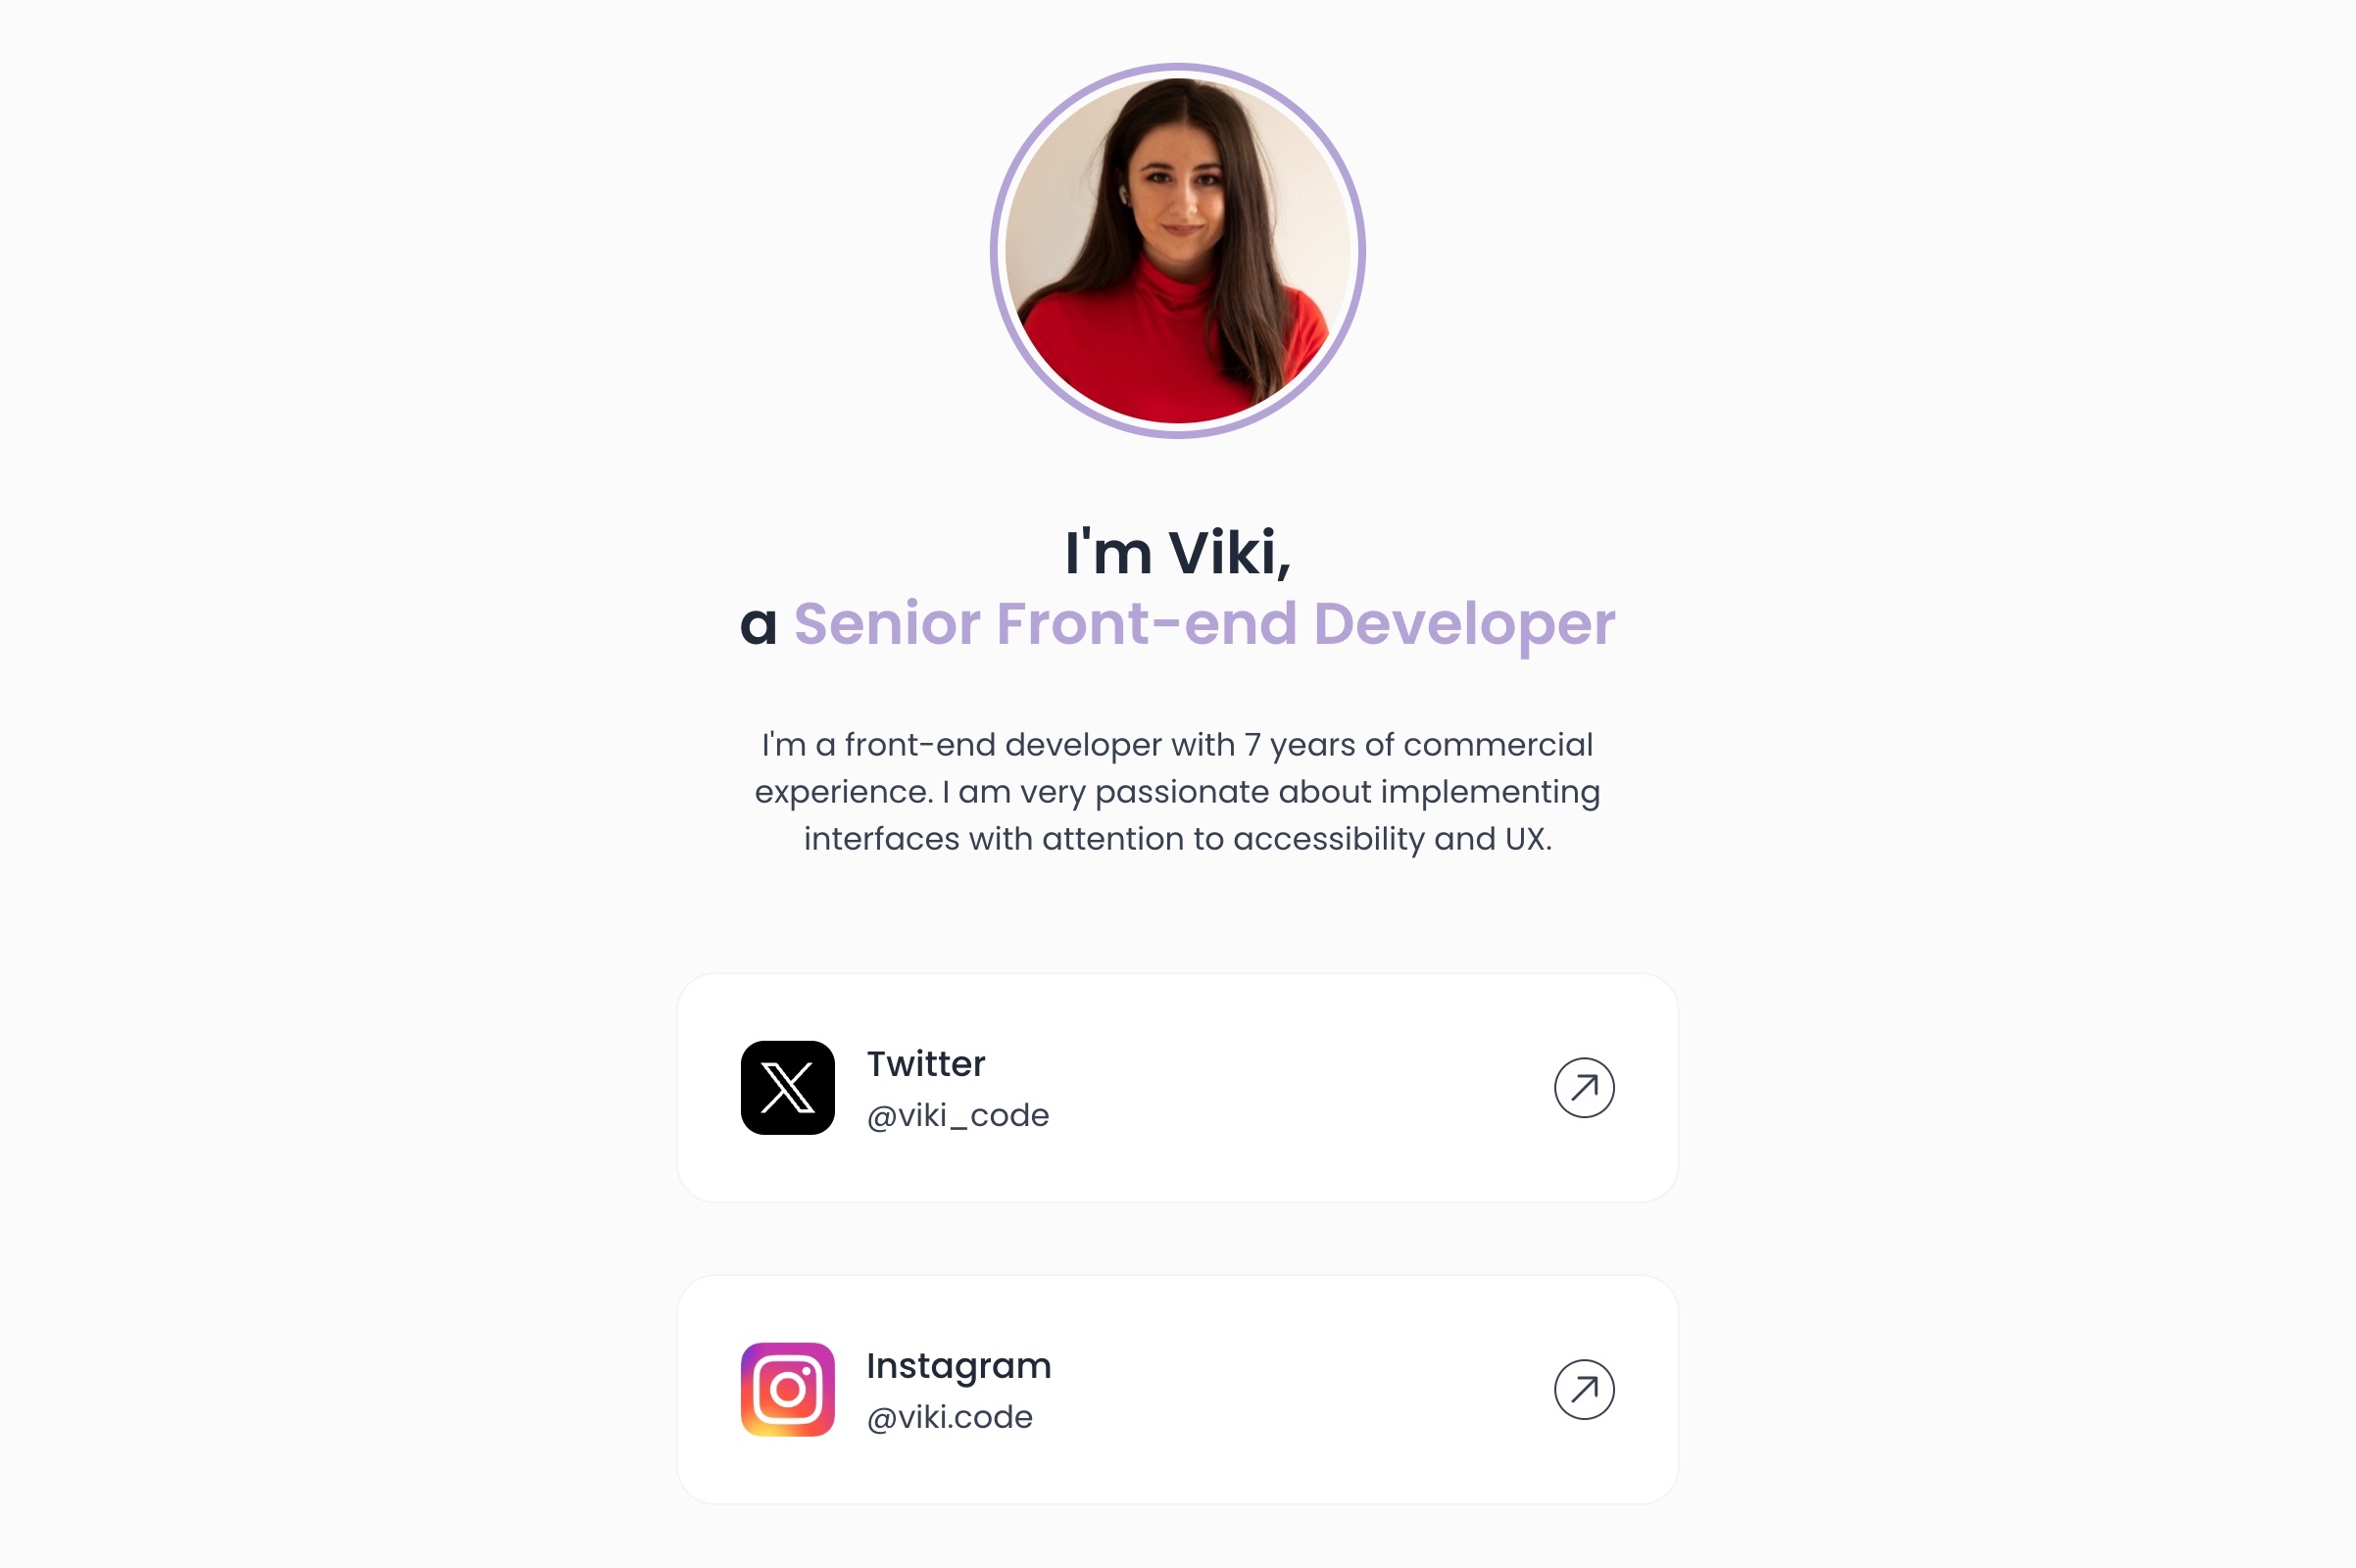 I'm Viki,
a Senior Front-end Developer
I'm a front-end developer with 7 years of commercial
experience. I am very passionate about implementing
interfaces with attention to accessibility and UX.
Twitter
@viki_code
Instagram
@viki.code